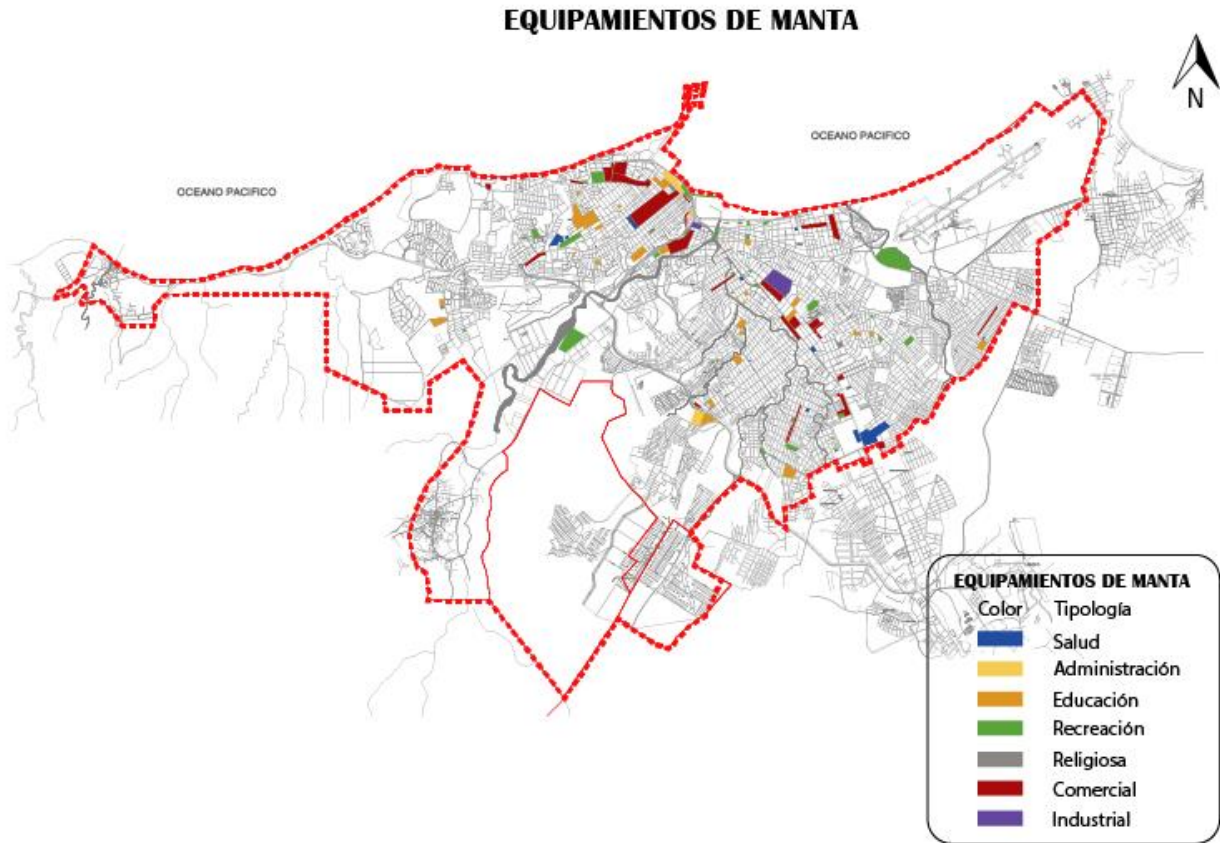 EQUIPAMIENTOS DE MANTA
N
OCEANO PACIFICO
OCEANO PACIFICO
EQUIPAMIENTOS DE MANTA
Color Tipología
Salud
Administración
Educación
Recreación
Religiosa
Comercial
Industrial